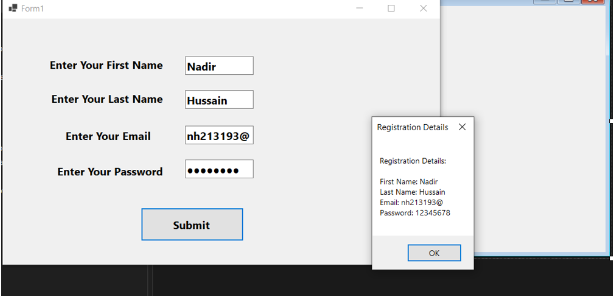 Form1
Enter Your First Name
Nadir
Enter Your Last Name
Hussain
Enter Your Email
nh213193@
Enter Your Password
●●●●●●●●
Submit
Registration Details
Registration Details:
First Name: Nadir
Last Name: Hussain
Email: nh213193@
Password: 12345678
OK